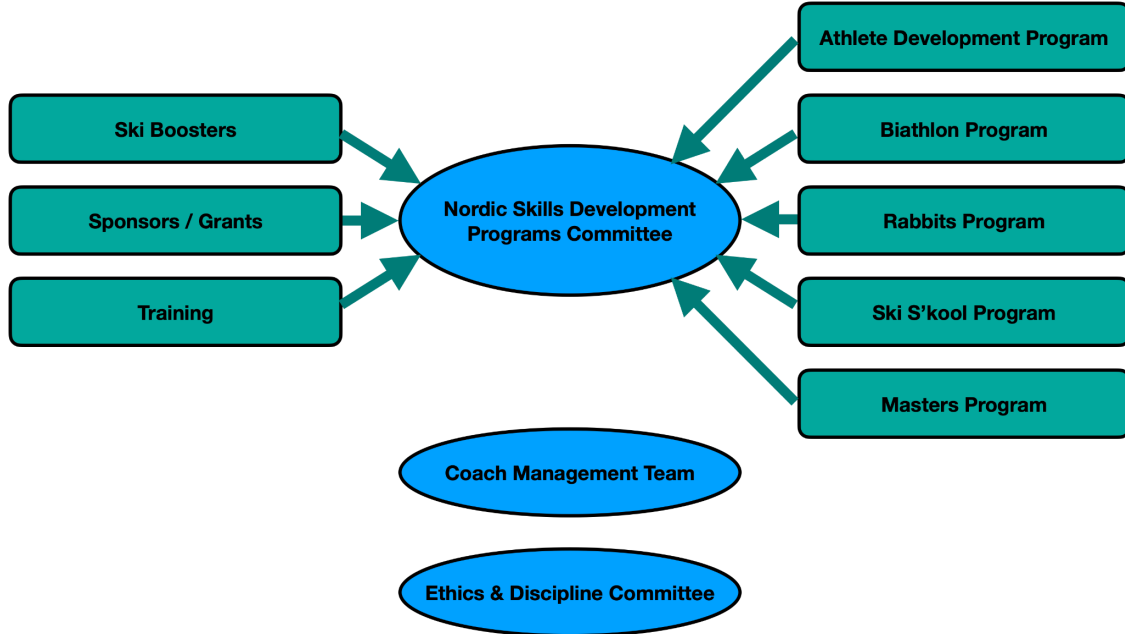 Athlete Development Program
Ski Boosters
Biathlon Program
Nordic Skills Development
Programs Committee
Sponsors / Grants
Rabbits Program
Training
Ski S’kool Program
Masters Program
Coach Management Team
Ethics & Discipline Committee